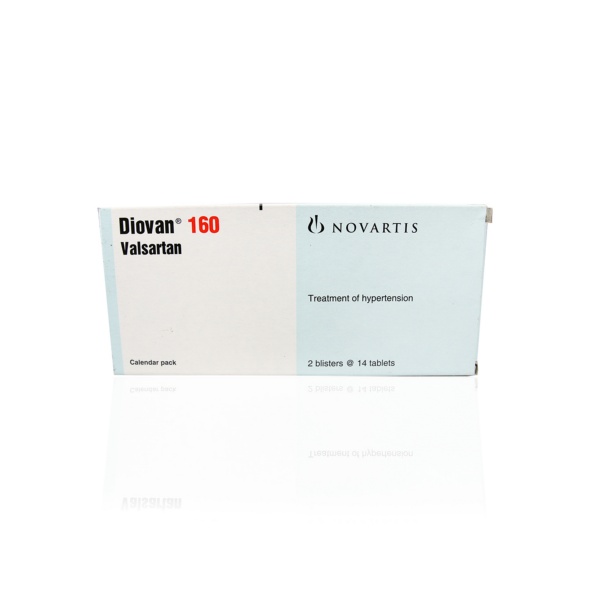 Diovan® 160
Valsartan
Calendar pack
NOVARTIS
Treatment of hypertension
2 blisters @ 14 tablets